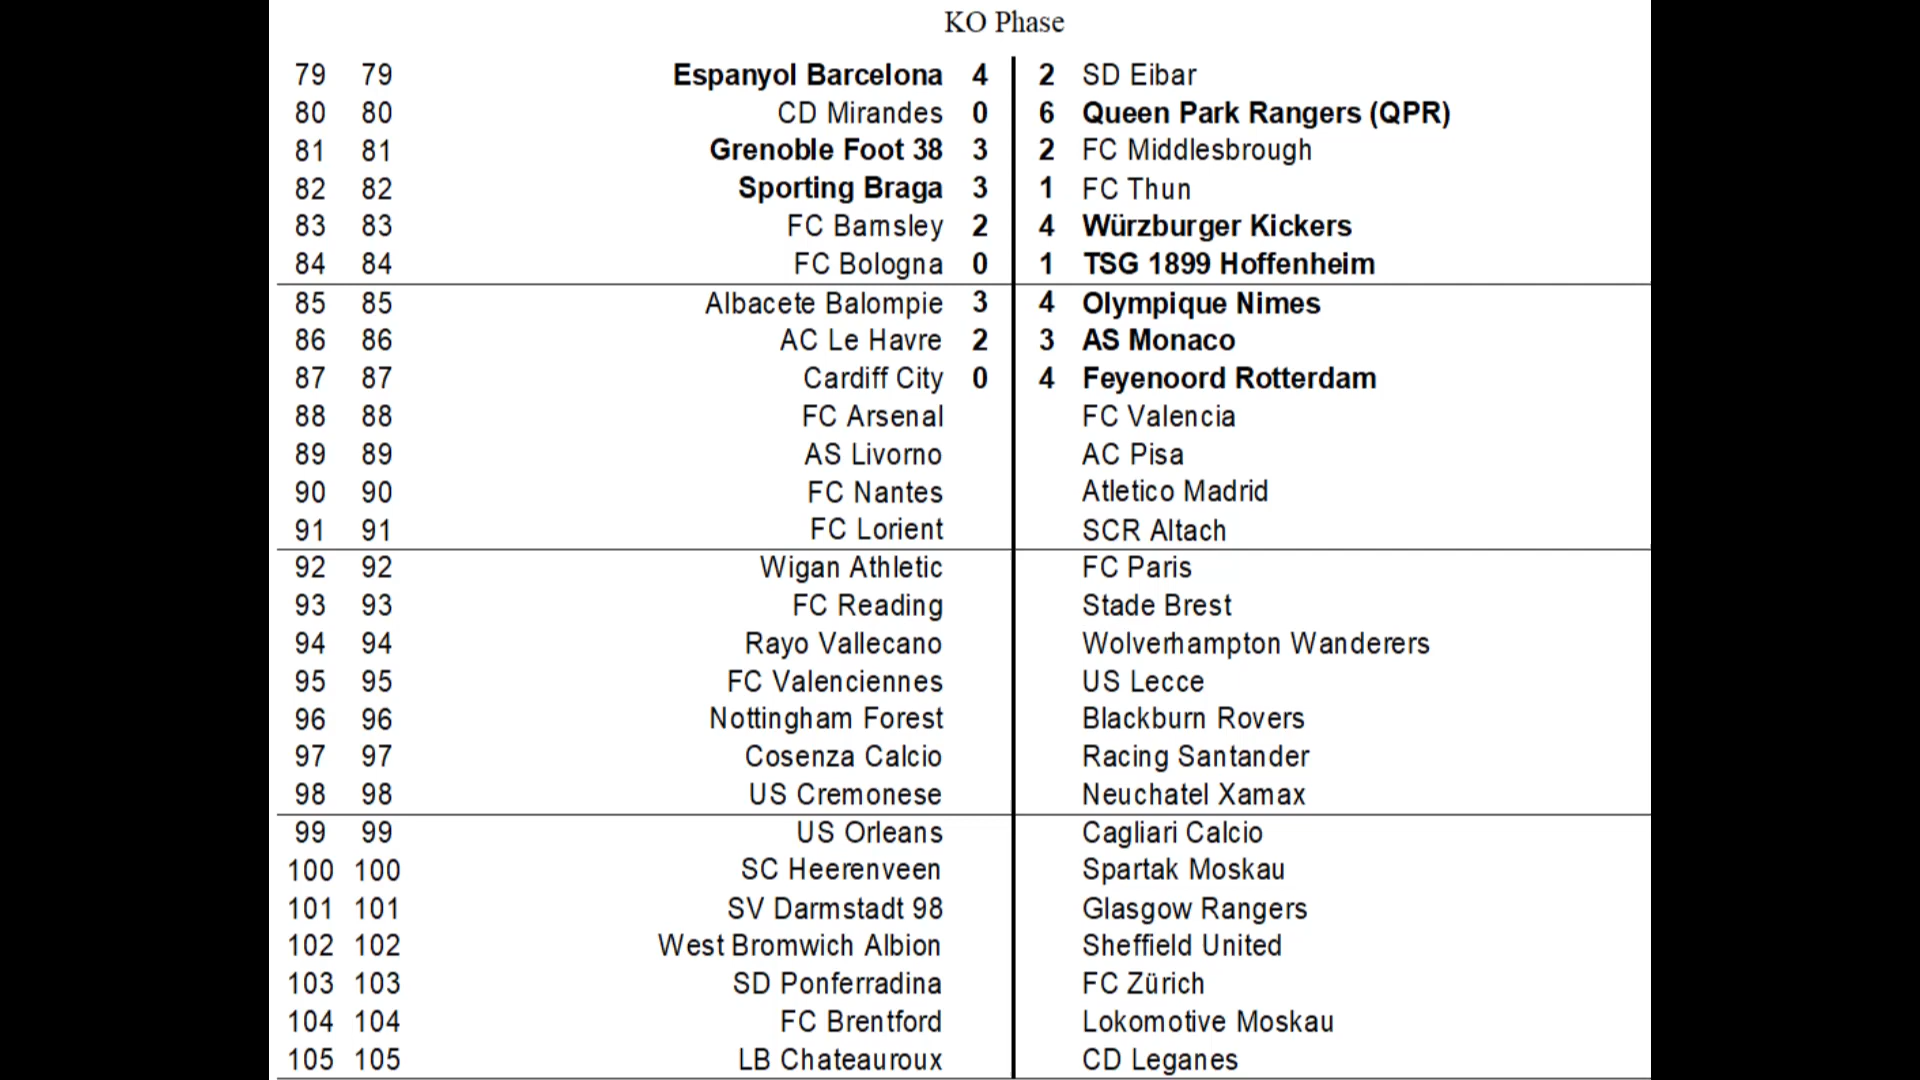 KO Phase
79 79 Espanyol Barcelona 4 2 SD Eibar
80 80 CD Mirandes 0 6 Queen Park Rangers (QPR)
81 81 Grenoble Foot 38 3 2 FC Middlesbrough
82 82 Sporting Braga 3 1 FC Thun
83 83 FC Barnsley 2 4 Würzburger Kickers
84 84 FC Bologna 0 1 TSG 1899 Hoffenheim
85 85 Albacete Balompie 3 4 Olympique Nimes
86 86 AC Le Havre 2 3 AS Monaco
87 87 Cardiff City 0 4 Feyenoord Rotterdam
88 88 FC Arsenal FC Valencia
89 89 AS Livorno AC Pisa
90 90 FC Nantes Atletico Madrid
91 91 FC Lorient SCR Altach
92 92 Wigan Athletic FC Paris
93 93 FC Reading Stade Brest
94 94 Rayo Vallecano Wolverhampton Wanderers
95 95 FC Valenciennes US Lecce
96 96 Nottingham Forest Blackburn Rovers
97 97 Cosenza Calcio Racing Santander
98 98 US Cremonese Neuchatel Xamax
99 99 US Orleans Cagliari Calcio
100 100 SC Heerenveen Spartak Moskau
101 101 SV Darmstadt 98 Glasgow Rangers
102 102 West Bromwich Albion Sheffield United
103 103 SD Ponferradina FC Zürich
104 104 FC Brentford Lokomotive Moskau
105 105 LB Chateauroux CD Leganes